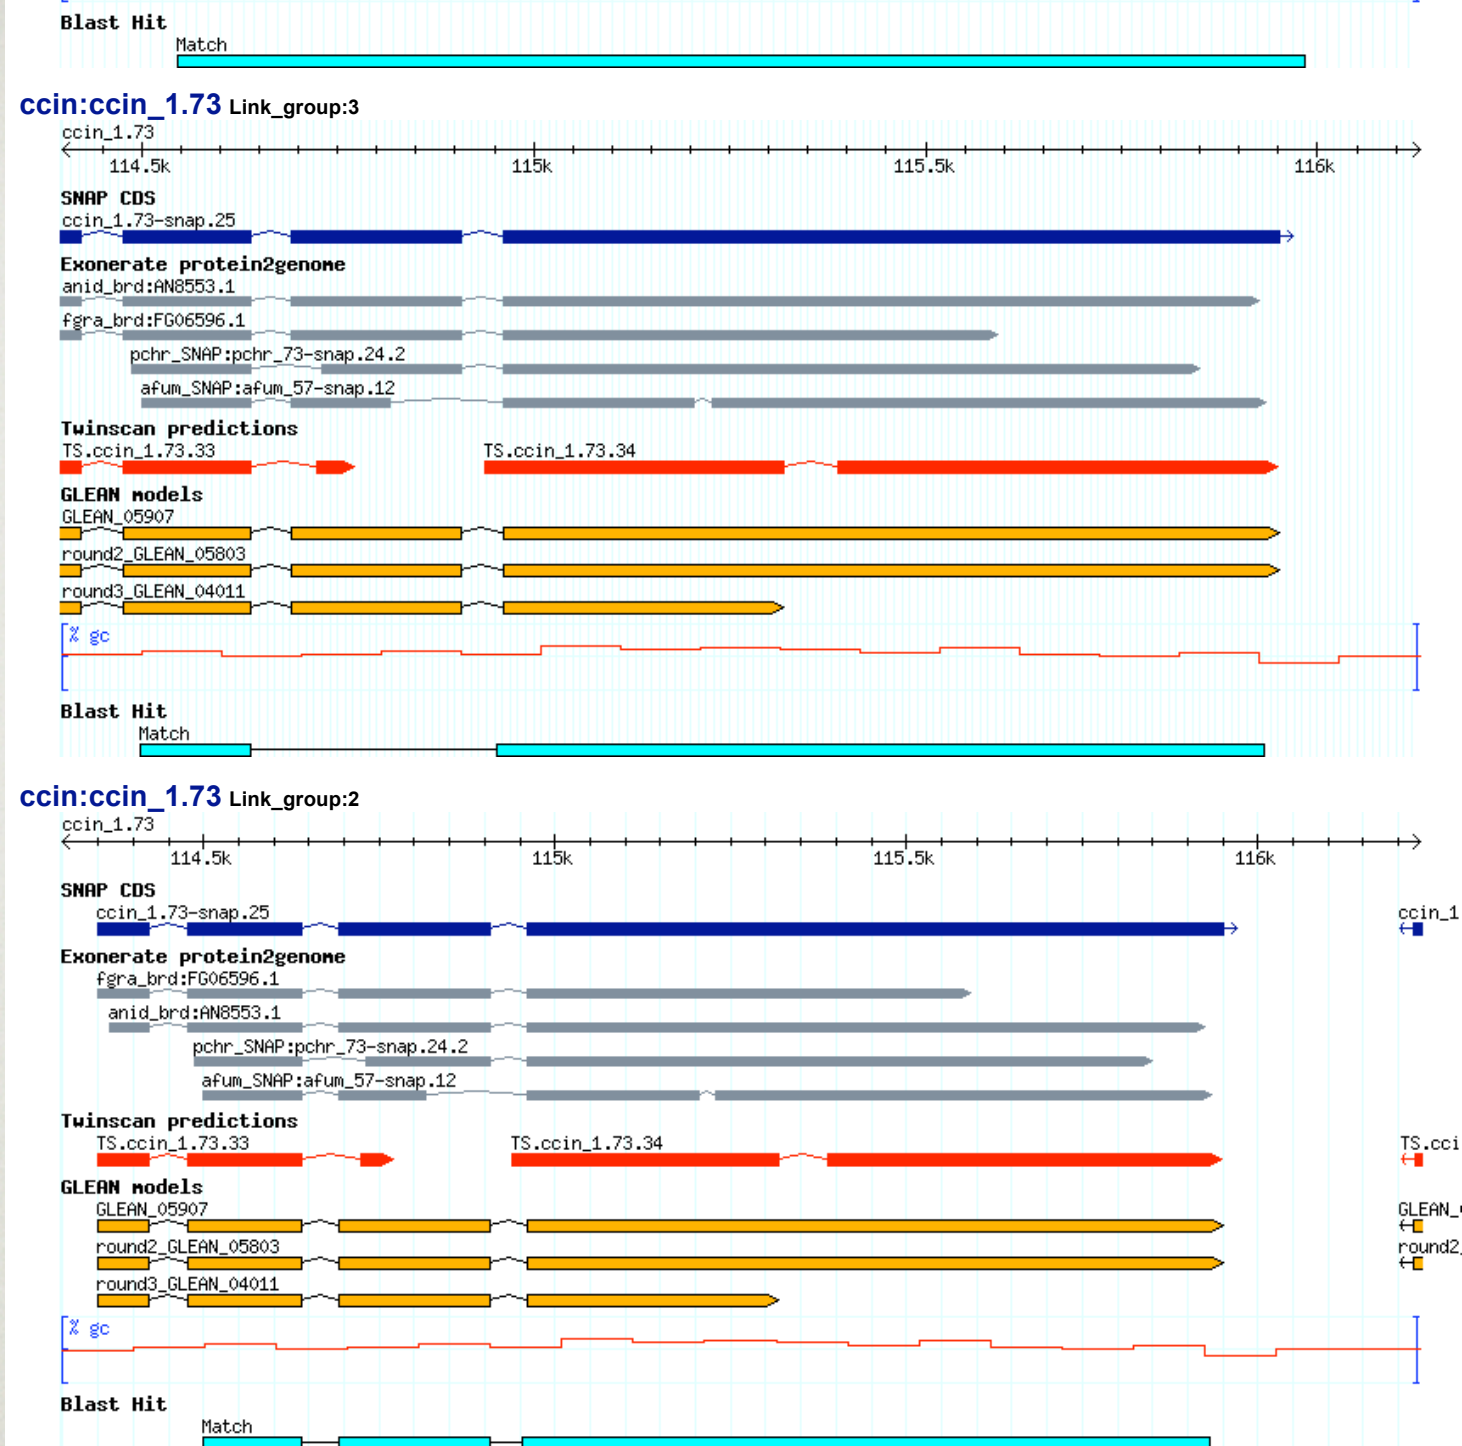 Blast Hit
Match
ccin:ccin_1.73 Link_group:3
ccin_1.73
114.5k 115k 115.5k 116k
SNAP CDS
ccin_1.73-snap.25
Exonerate protein2genome
anid_brd:AN8553.1
fgra_brd:FG06596.1
pchr_SNAP:pchr_73-snap.24.2
afum_SNAP:afum_57-snap.12
Twinscan predictions
TS.ccin_1.73.33 TS.ccin_1.73.34
GLEAN models
GLEAN_05907
round2_GLEAN_05803
round3_GLEAN_04011
% gc
Blast Hit
Match
ccin:ccin_1.73 Link_group:2
ccin_1.73
114.5k 115k 115.5k 116k
SNAP CDS
ccin_1.73-snap.25 ccin_1
Exonerate protein2genome
fgra_brd:FG06596.1
anid_brd:AN8553.1
pchr_SNAP:pchr_73-snap.24.2
afum_SNAP:afum_57-snap.12
Twinscan predictions
TS.ccin_1.73.33 TS.ccin_1.73.34 TS.cci
GLEAN models
GLEAN_05907 GLEAN_
round2_GLEAN_05803 round2_
round3_GLEAN_04011
% gc
Blast Hit
Match